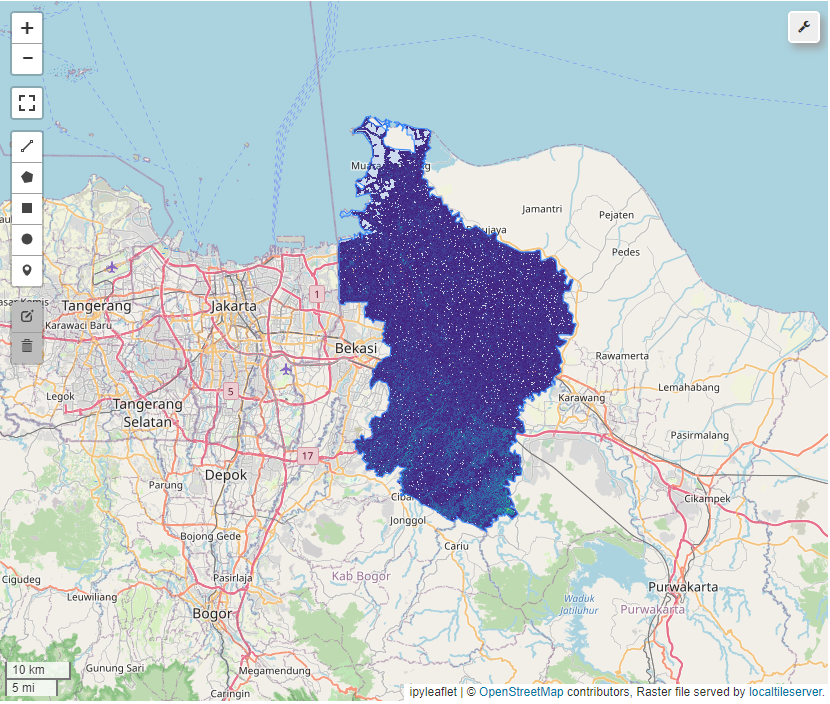 +
−
Jamantri
Pejaten
Pedes
1
Tangerang
Jakarta
Karawaci Baru
Bekasi
Rawamerta
Lemahabang
Legok
5
Karawang
Tangerang
Selatan
Pasirmalang
17
Depok
Parung
Cikampek
Jonggol
Bojong Gede
Cariu
Cigudeg
Pasirlaja
Kab Bogor
Leuwiliang
Waduk
Jatiluhur
Purwakarta
Purwakarta
Bogor
10 km
5 mi
Gunung Sari
Megamendung
Caringin
ipyleaflet | © OpenStreetMap contributors, Raster file served by localtileserver.